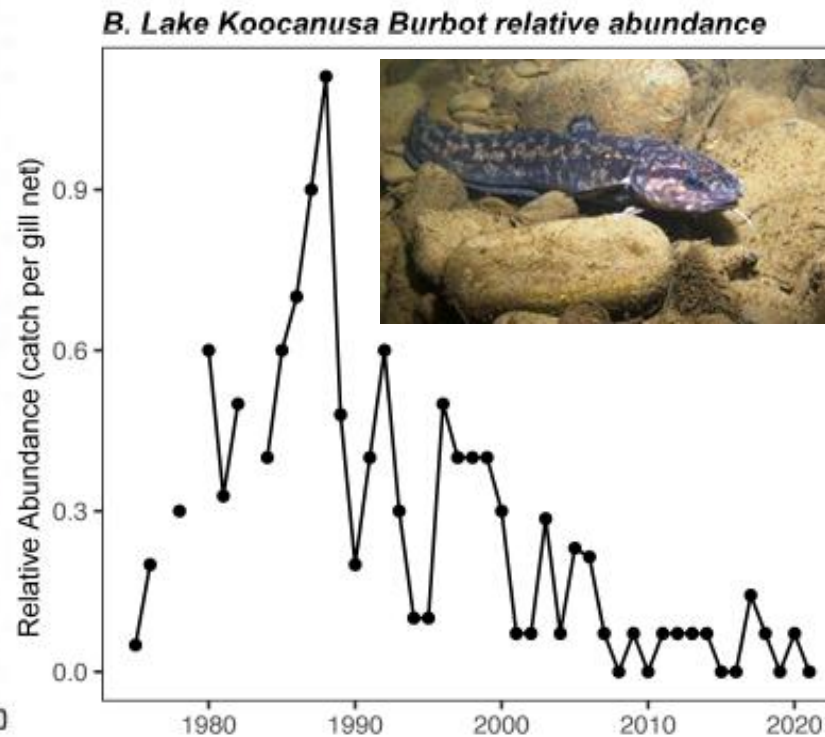 B. Lake Koocanusa Burbot relative abundance
Relative Abundance (catch per gill net)
0.9
0.6
0.3
0.0
0
1980 1990 2000 2010 2020